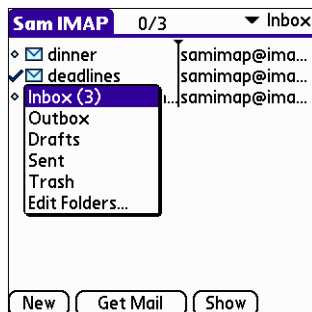 Sam IMAP 0/3 Inbox
dinner samimap@ima...
deadlines samimap@ima...
Inbox (3) ...samimap@ima...
Outbox
Drafts
Sent
Trash
Edit Folders...
New Get Mail Show